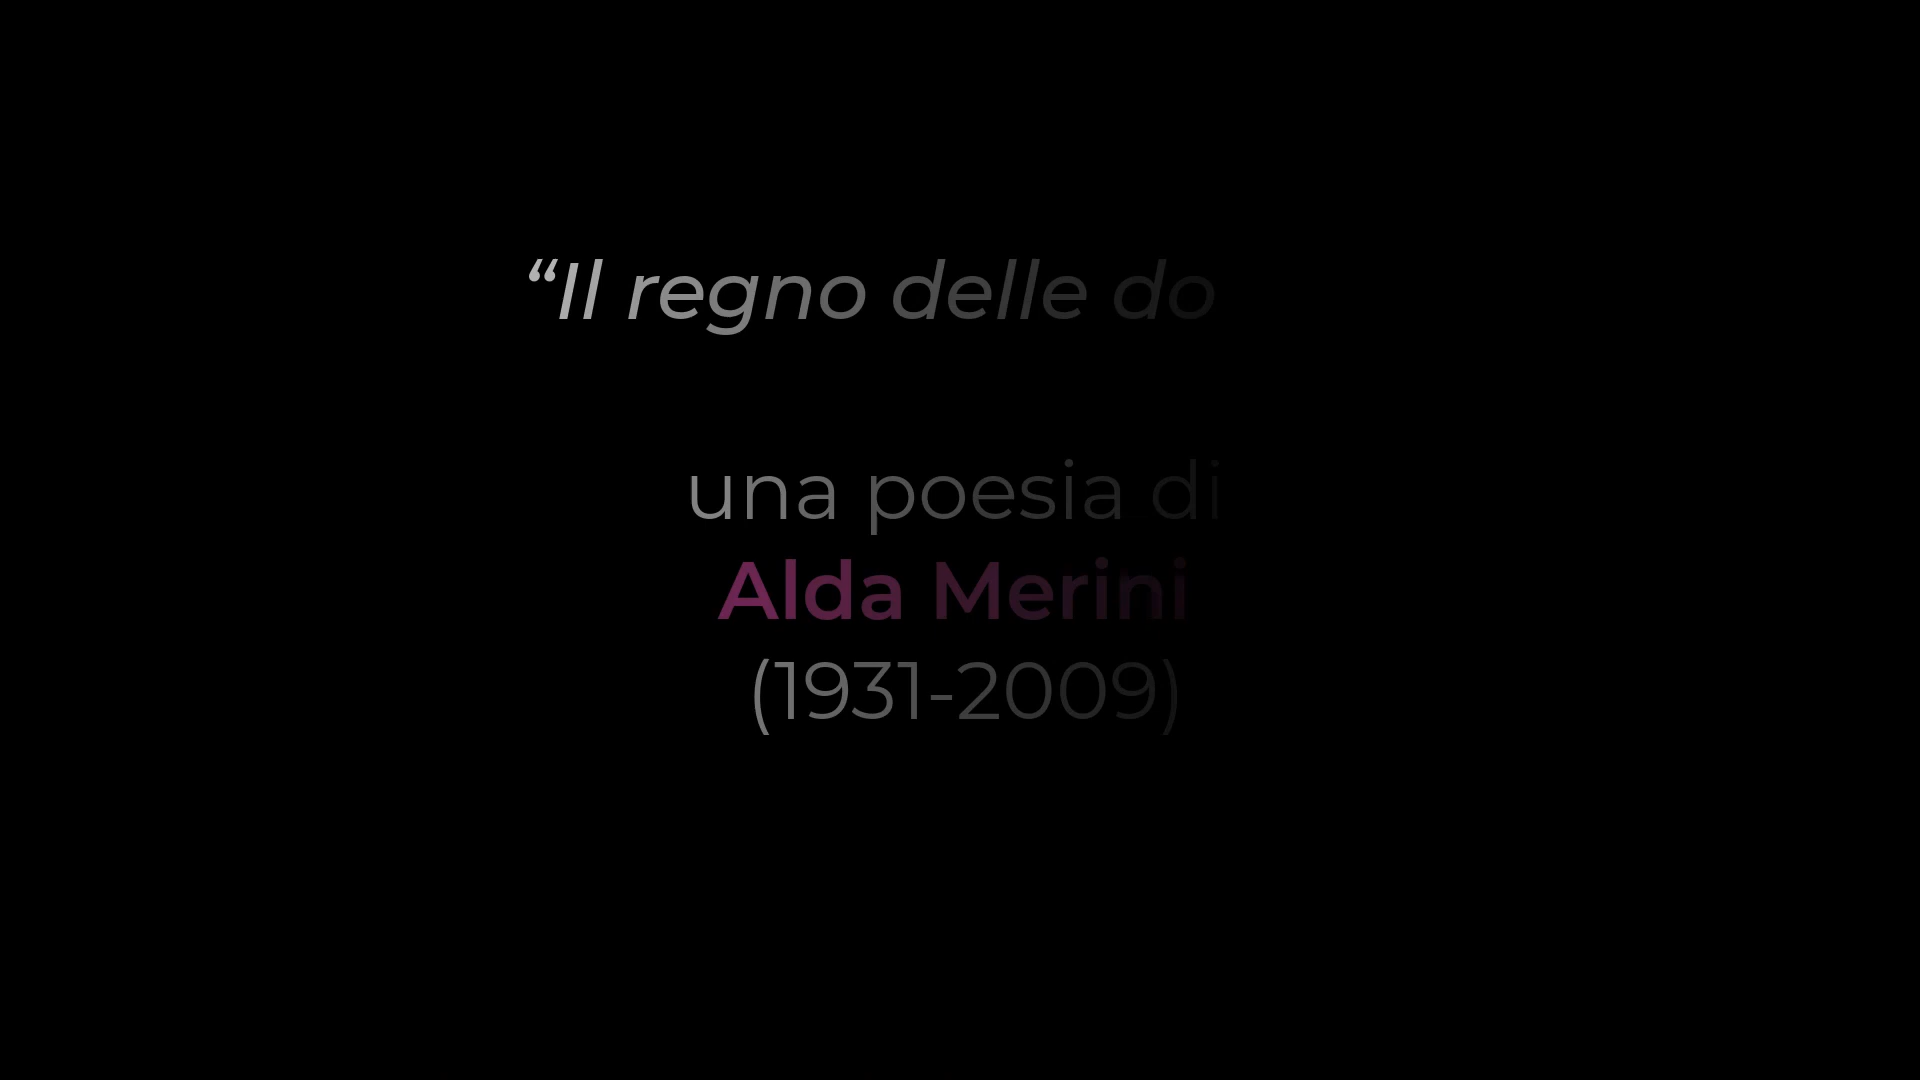 “Il regno delle do
una poesia di
Alda Merini
(1931-2009)